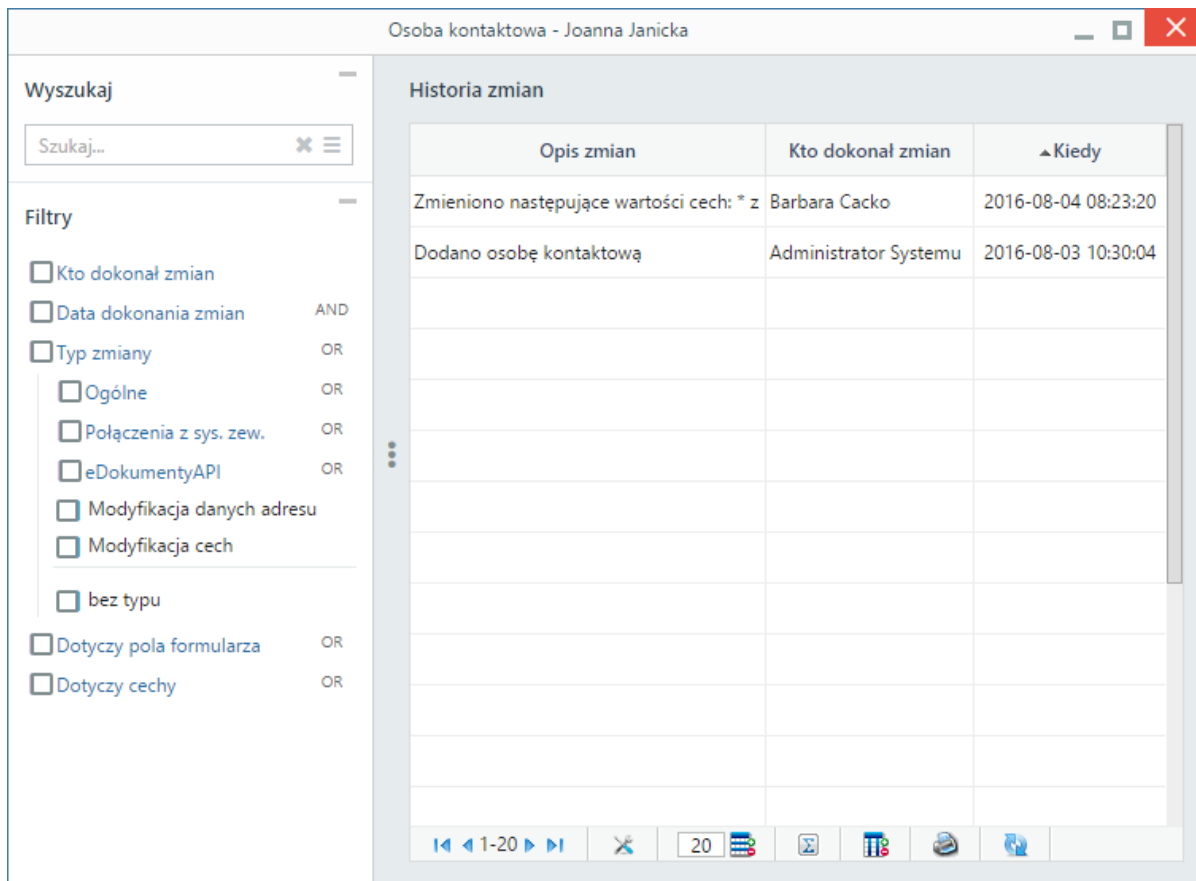 Osoba kontaktowa - Joanna Janicka
Wyszukaj
Szukaj...
Filtry
Kto dokonał zmian
Data dokonania zmian AND
Typ zmiany OR
Ogólne OR
Połączenia z sys. zew. OR
eDokumentyAPI OR
Modyfikacja danych adresu
Modyfikacja cech
bez typu
Dotyczy pola formularza OR
Dotyczy cechy OR
Historia zmian
Opis zmian Kto dokonał zmian Kiedy
Zmieniono następujące wartości cech: * z Barbara Cacko 2016-08-04 08:23:20
Dodano osobę kontaktową Administrator Systemu 2016-08-03 10:30:04
1-20 20